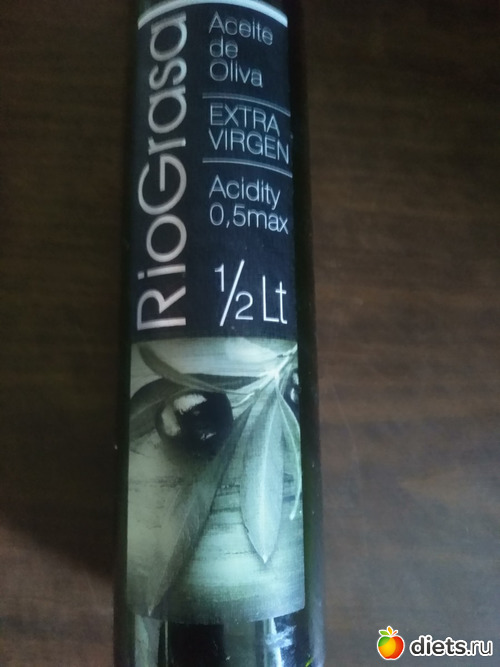 RioGrasa
Aceite
de
Oliva
EXTRA
VIRGEN
Acidity
0,5max
½ Lt
diets.ru